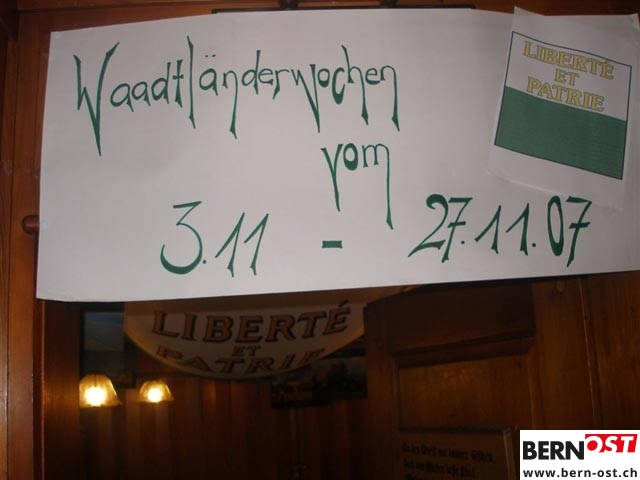 Waadtländerwochen
vom
3.11 - 27.11.07
LIBERTÉ
ET
PATRIE
LIBERTÉ
ET
PATRIE
BERNOST
www.bern-ost.ch